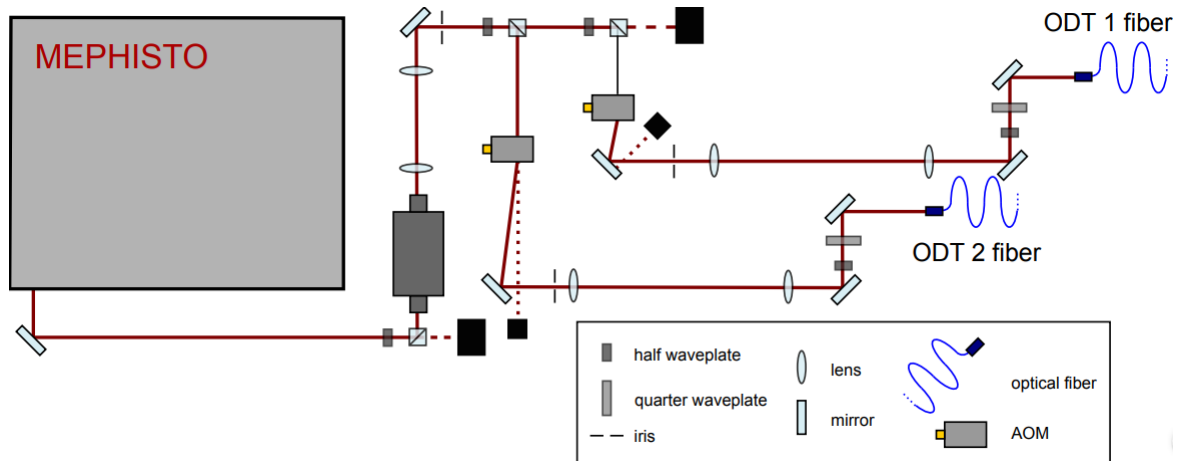 ODT 1 fiber
MEPHISTO
ODT 2 fiber
half waveplate
lens
optical fiber
quarter waveplate
mirror
AOM
iris